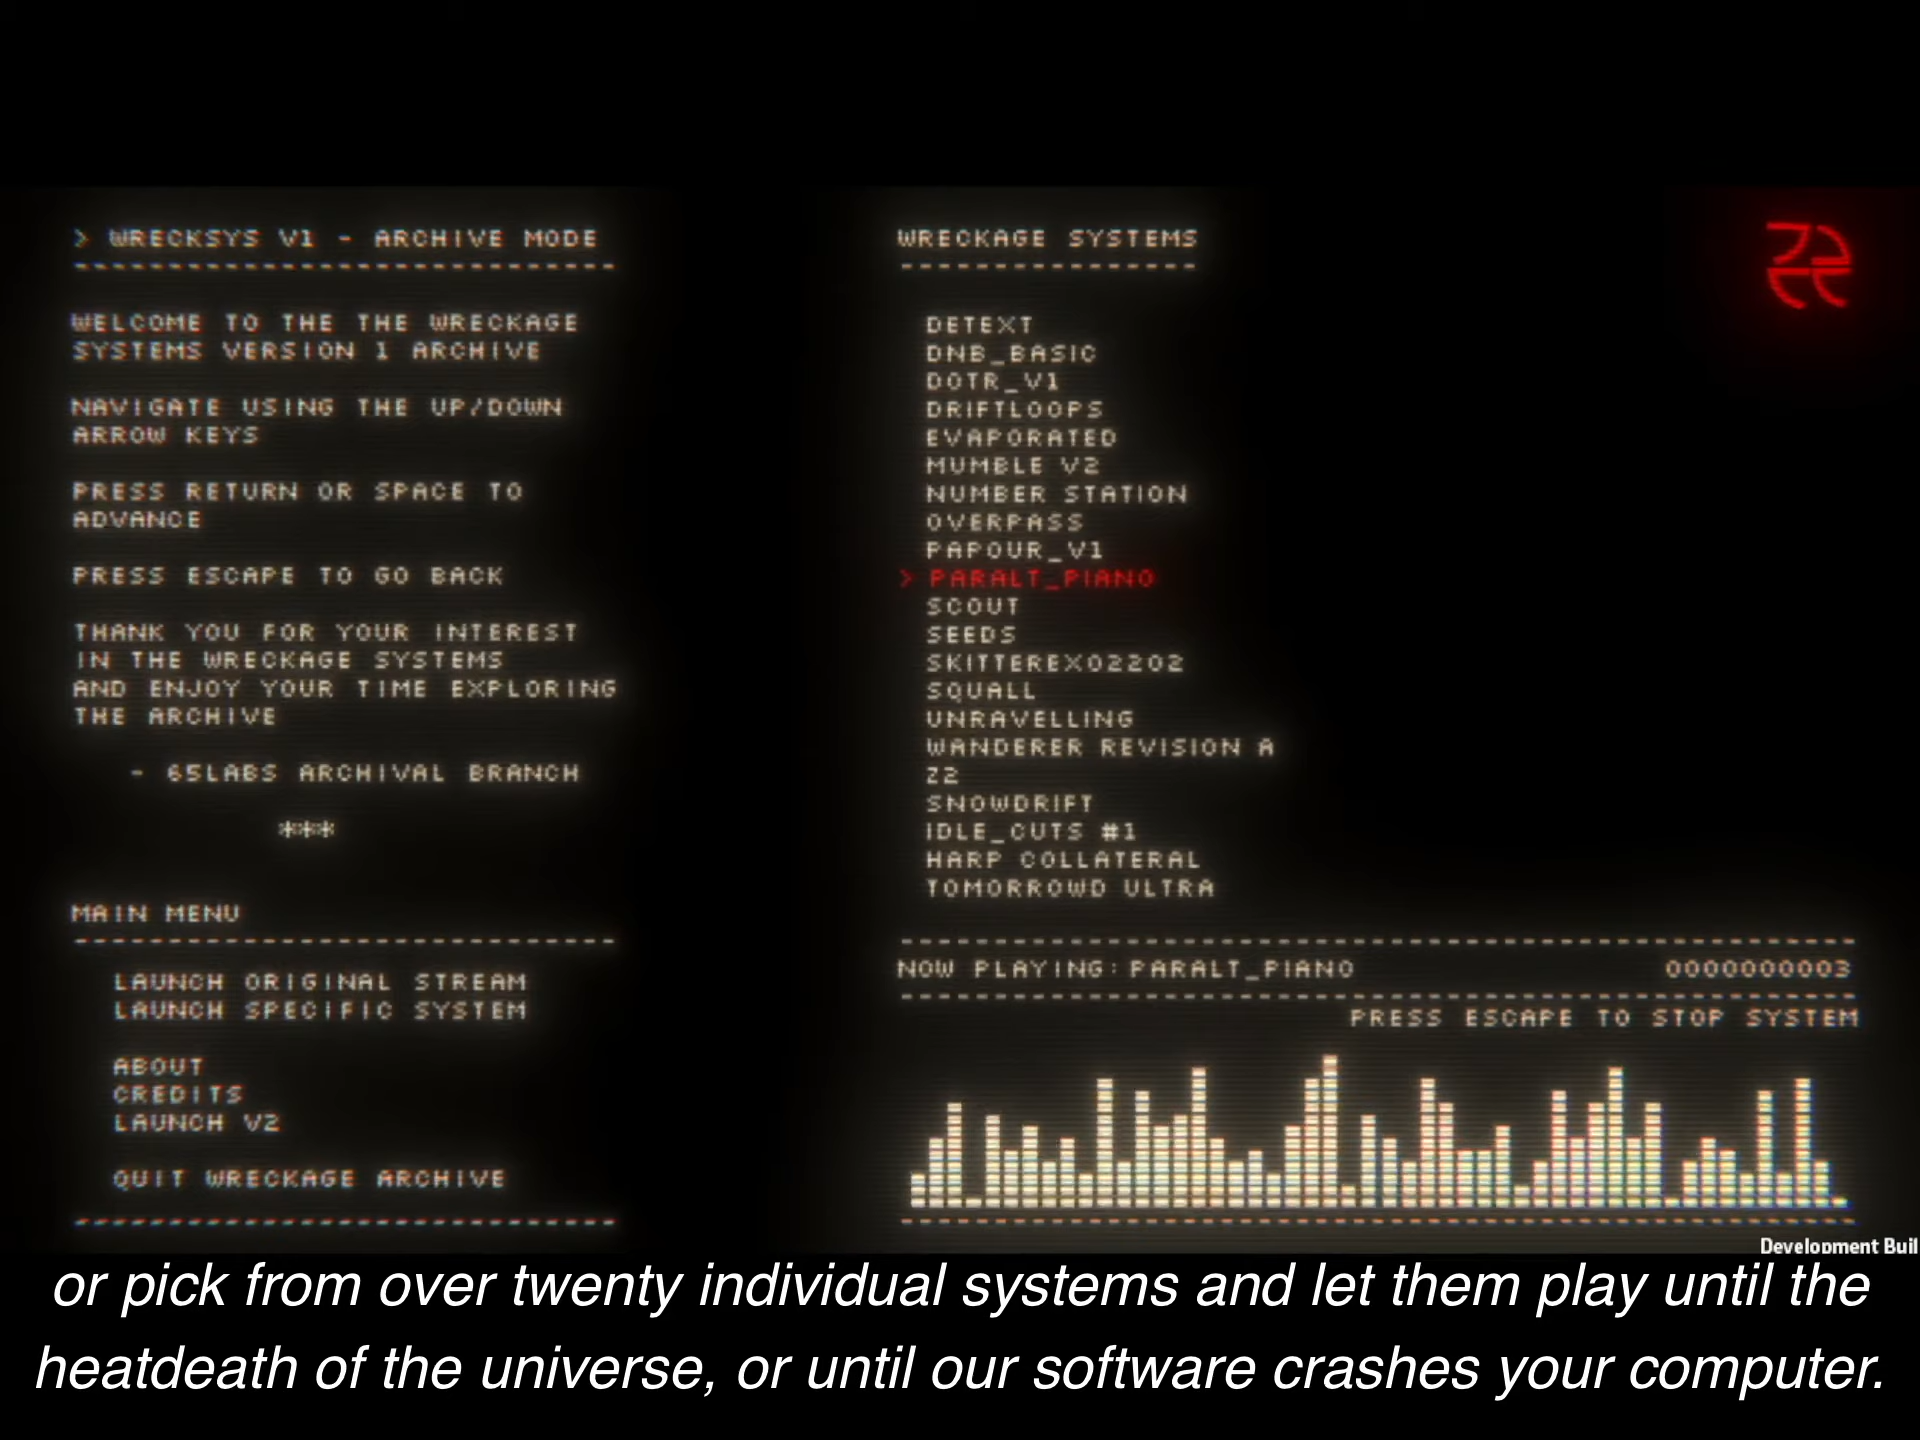 > WRECKSYS V1 - ARCHIVE MODE
-----------------------------
WELCOME TO THE THE WRECKAGE
SYSTEMS VERSION 1 ARCHIVE
NAVIGATE USING THE UP/DOWN
ARROW KEYS
PRESS RETURN OR SPACE TO
ADVANCE
PRESS ESCAPE TO GO BACK
THANK YOU FOR YOUR INTEREST
IN THE WRECKAGE SYSTEMS
AND ENJOY YOUR TIME EXPLORING
THE ARCHIVE
- 65LABS ARCHIVAL BRANCH
***
MAIN MENU
-----------------------------
LAUNCH ORIGINAL STREAM
LAUNCH SPECIFIC SYSTEM
ABOUT
CREDITS
LAUNCH V2
QUIT WRECKAGE ARCHIVE
-----------------------------
WRECKAGE SYSTEMS
----------------
DETEXT
DNB_BASIC
DOTR_V1
DRIFTLOOPS
EVAPORATED
MUMBLE V2
NUMBER STATION
OVERPASS
PAPOUR_V1
> PARALT_PIANO
SCOUT
SEEDS
SKITTEREX02202
SQUALL
UNRAVELLING
WANDERER REVISION A
Z2
SNOWDRIFT
IDLE_CUTS #1
HARP COLLATERAL
TOMORROWD ULTRA
---------------------------------------------------
NOW PLAYING: PARALT_PIANO 0000000003
---------------------------------------------------
PRESS ESCAPE TO STOP SYSTEM
---------------------------------------------------
Development Buil
or pick from over twenty individual systems and let them play until the
heatdeath of the universe, or until our software crashes your computer.